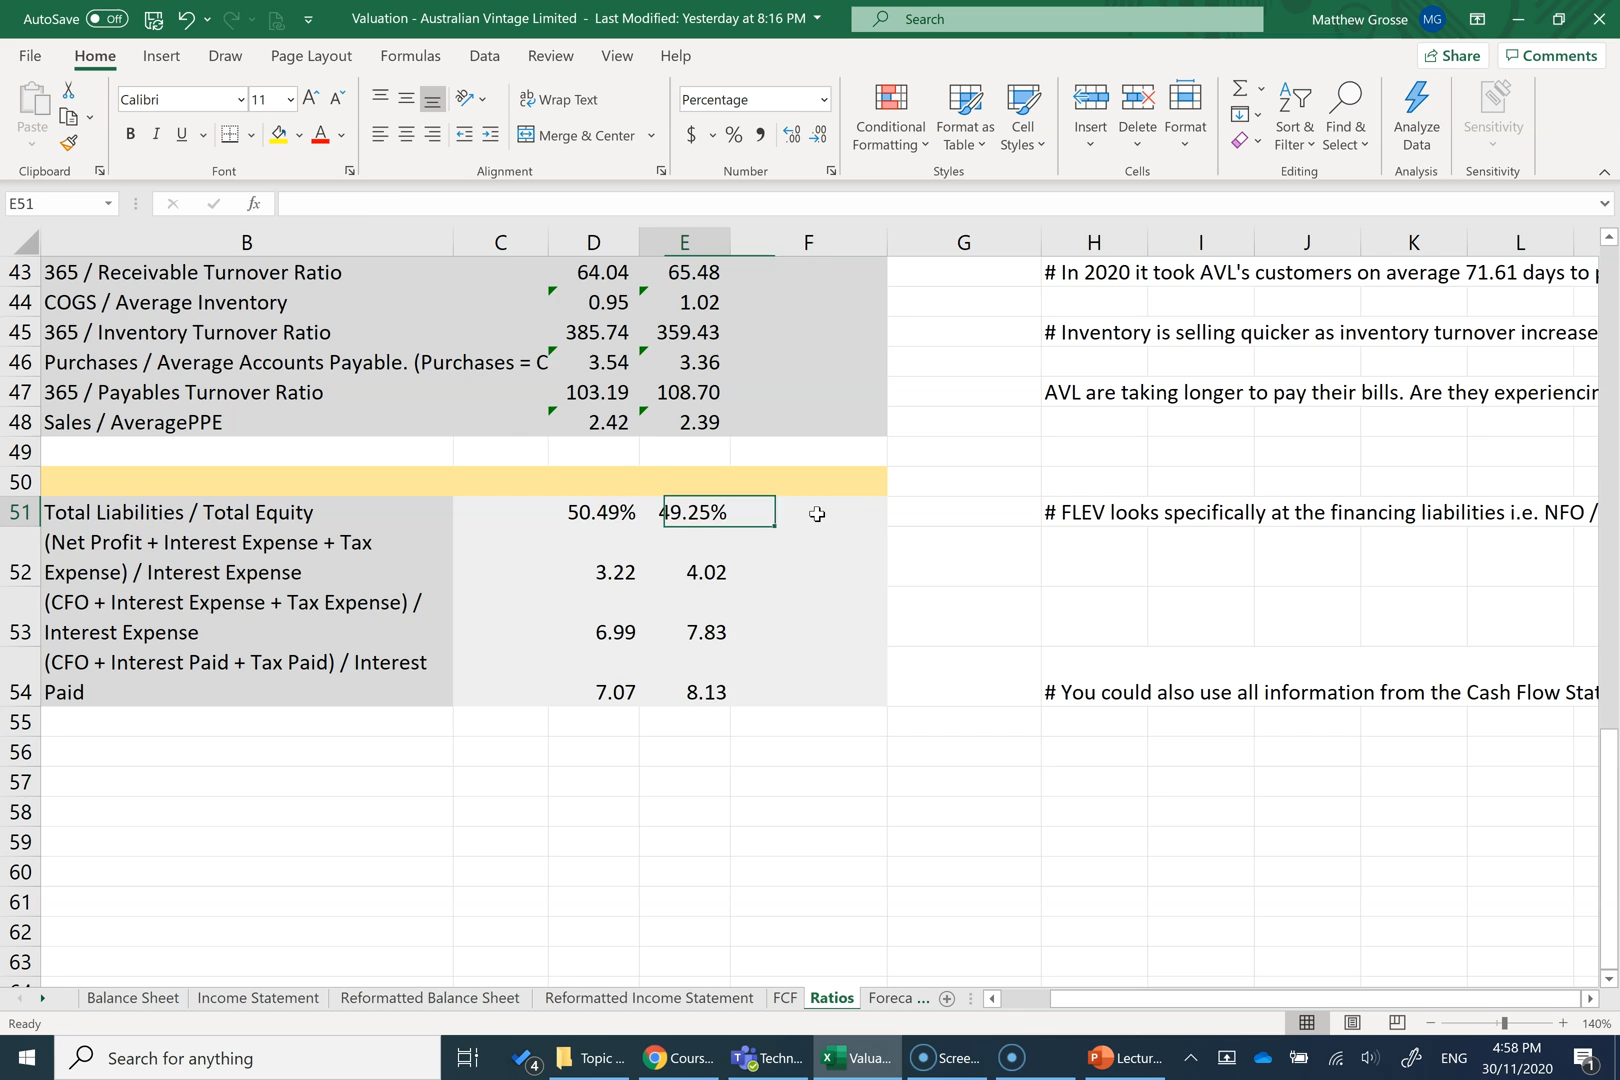 AutoSave Off Valuation - Australian Vintage Limited - Last Modified: Yesterday at 8:16 PM Search Matthew Grosse MG
File Home Insert Draw Page Layout Formulas Data Review View Help Share Comments
Paste
Clipboard
Calibri 11
B I U
Font
Wrap Text
Merge & Center
Alignment
Percentage
$ % 9
Number
Conditional Formatting
Format as Table
Cell Styles
Styles
Insert Delete Format
Cells
Sort & Filter
Find & Select
Editing
Analyze Data
Analysis
Sensitivity
Sensitivity
E51 fx
B C D E F G H I J K L
43 365 / Receivable Turnover Ratio 64.04 65.48 # In 2020 it took AVL's customers on average 71.61 days to p
44 COGS / Average Inventory 0.95 1.02
45 365 / Inventory Turnover Ratio 385.74 359.43 # Inventory is selling quicker as inventory turnover increase
46 Purchases / Average Accounts Payable. (Purchases = C 3.54 3.36
47 365 / Payables Turnover Ratio 103.19 108.70 AVL are taking longer to pay their bills. Are they experiencin
48 Sales / AveragePPE 2.42 2.39
49
50
51 Total Liabilities / Total Equity 50.49% 49.25% # FLEV looks specifically at the financing liabilities i.e. NFO /
(Net Profit + Interest Expense + Tax
52 Expense) / Interest Expense 3.22 4.02
(CFO + Interest Expense + Tax Expense) /
53 Interest Expense 6.99 7.83
(CFO + Interest Paid + Tax Paid) / Interest
54 Paid 7.07 8.13 # You could also use all information from the Cash Flow Stat
55
56
57
58
59
60
61
62
63
Balance Sheet Income Statement Reformatted Balance Sheet Reformatted Income Statement FCF Ratios Foreca ...
Ready 140%
Search for anything 4 Topic ... Cours... Techn... Valua... Scree... Lectur... ENG 4:58 PM
30/11/2020 1